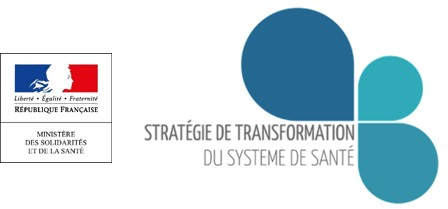 Liberté • Égalité • Fraternité
RÉPUBLIQUE FRANÇAISE
MINISTÈRE
DES SOLIDARITÉS
ET DE LA SANTÉ
STRATÉGIE DE TRANSFORMATION
DU SYSTEME DE SANTÉ